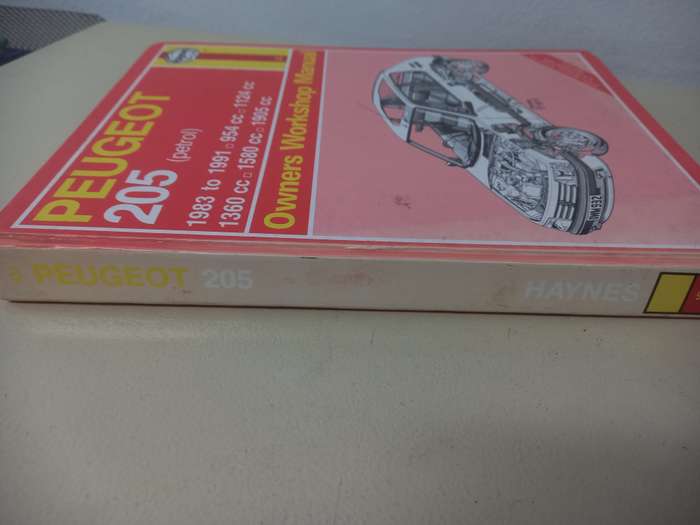 PEUGEOT
205 (petrol)
1983 to 1991 □ 954 cc □ 1124 cc
1360 cc □ 1580 cc □ 1905 cc
Owners Workshop Manual
PEUGEOT 205 HAYNES